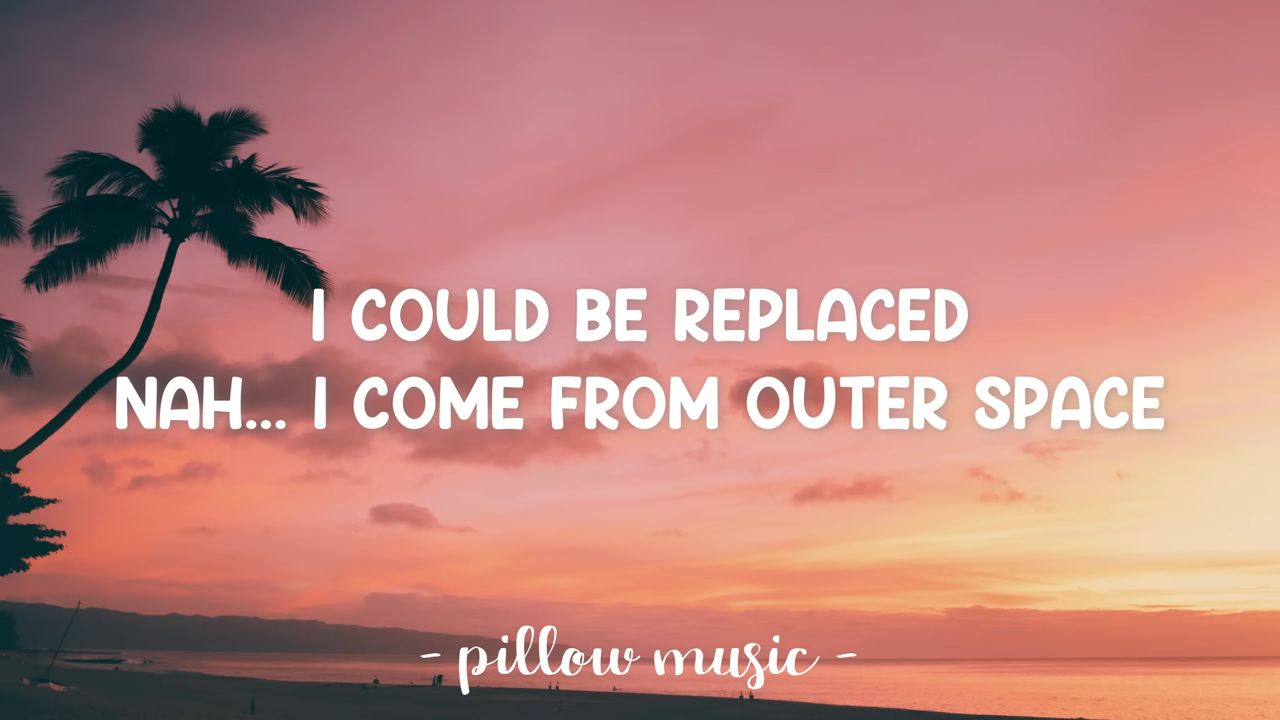 I COULD BE REPLACED
NAH... I COME FROM OUTER SPACE
- pillow music -